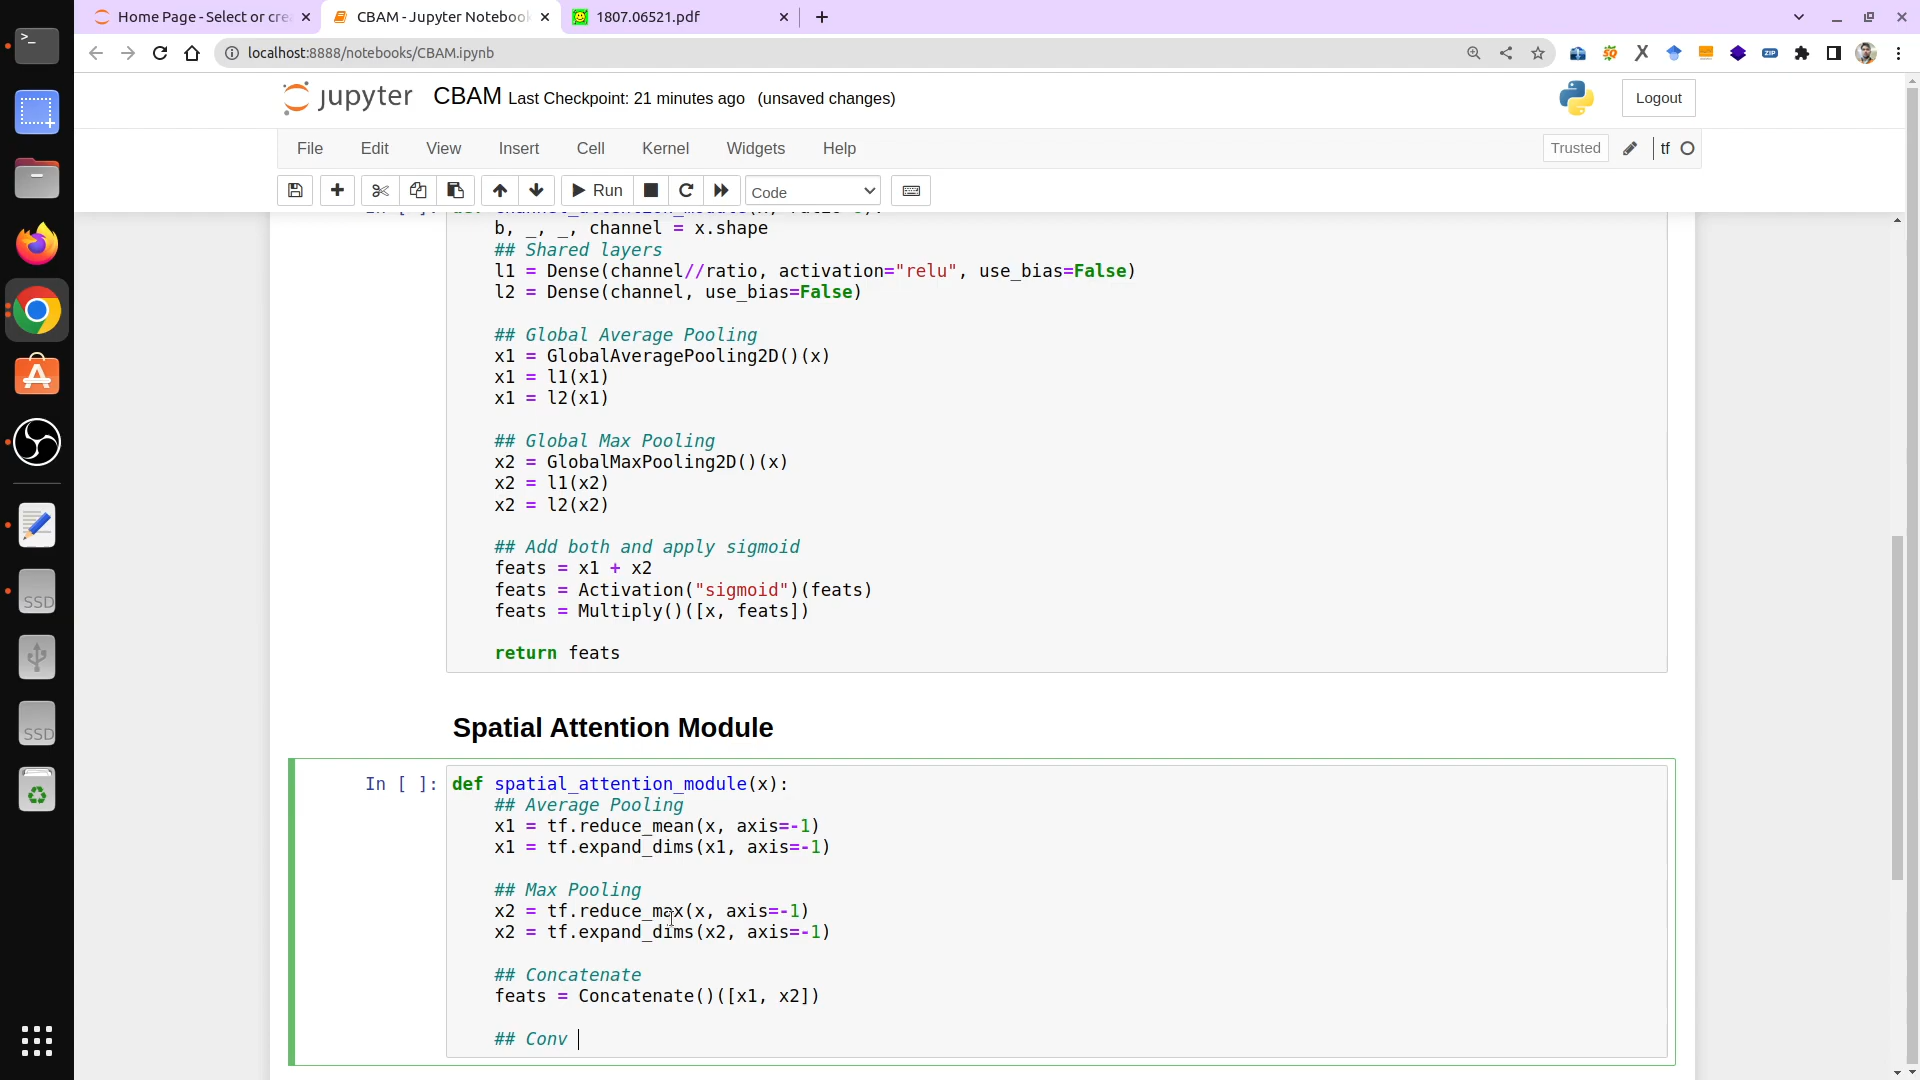 Home Page - Select or cre
CBAM - Jupyter Noteboo
1807.06521.pdf
localhost:8888/notebooks/CBAM.ipynb
jupyter CBAM Last Checkpoint: 21 minutes ago (unsaved changes)
Logout
File Edit View Insert Cell Kernel Widgets Help
Trusted
tf
Run
Code
b, _, _, channel = x.shape
## Shared layers
l1 = Dense(channel//ratio, activation="relu", use_bias=False)
l2 = Dense(channel, use_bias=False)
## Global Average Pooling
x1 = GlobalAveragePooling2D()(x)
x1 = l1(x1)
x1 = l2(x1)
## Global Max Pooling
x2 = GlobalMaxPooling2D()(x)
x2 = l1(x2)
x2 = l2(x2)
## Add both and apply sigmoid
feats = x1 + x2
feats = Activation("sigmoid")(feats)
feats = Multiply()([x, feats])
return feats
Spatial Attention Module
In [ ]: def spatial_attention_module(x):
## Average Pooling
x1 = tf.reduce_mean(x, axis=-1)
x1 = tf.expand_dims(x1, axis=-1)
## Max Pooling
x2 = tf.reduce_max(x, axis=-1)
x2 = tf.expand_dims(x2, axis=-1)
## Concatenate
feats = Concatenate()([x1, x2])
## Conv
SSD
SSD
ZIP